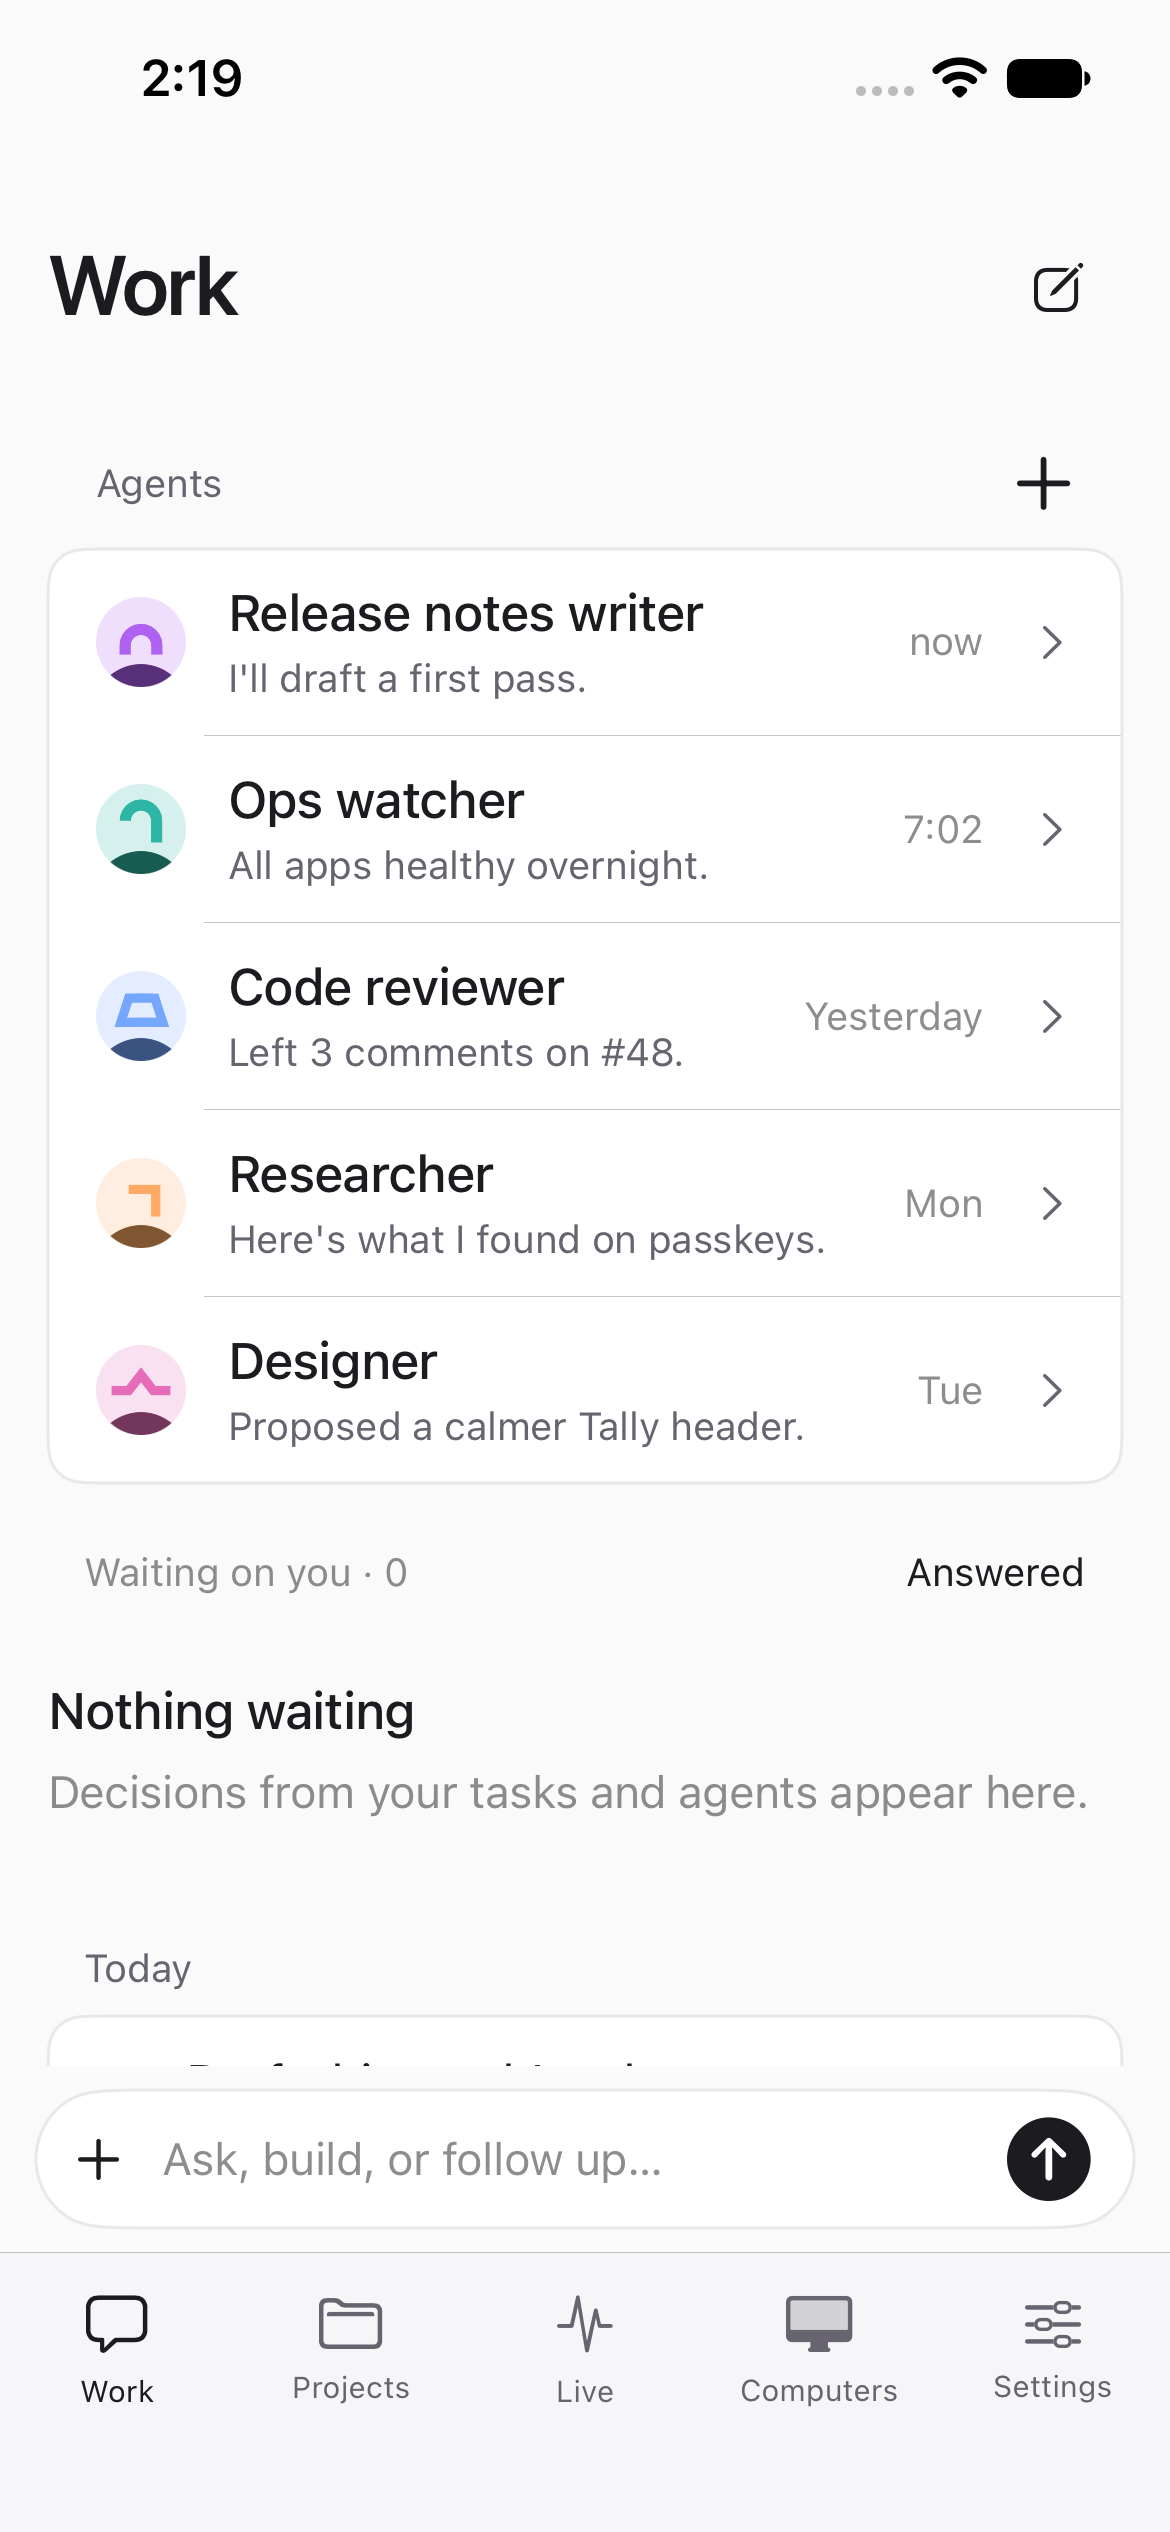 2:19
Work
Agents
Release notes writer
I'll draft a first pass.
now
Ops watcher
All apps healthy overnight.
7:02
Code reviewer
Left 3 comments on #48.
Yesterday
Researcher
Here's what I found on passkeys.
Mon
Designer
Proposed a calmer Tally header.
Tue
Waiting on you · 0
Answered
Nothing waiting
Decisions from your tasks and agents appear here.
Today
Ask, build, or follow up...
Work
Projects
Live
Computers
Settings